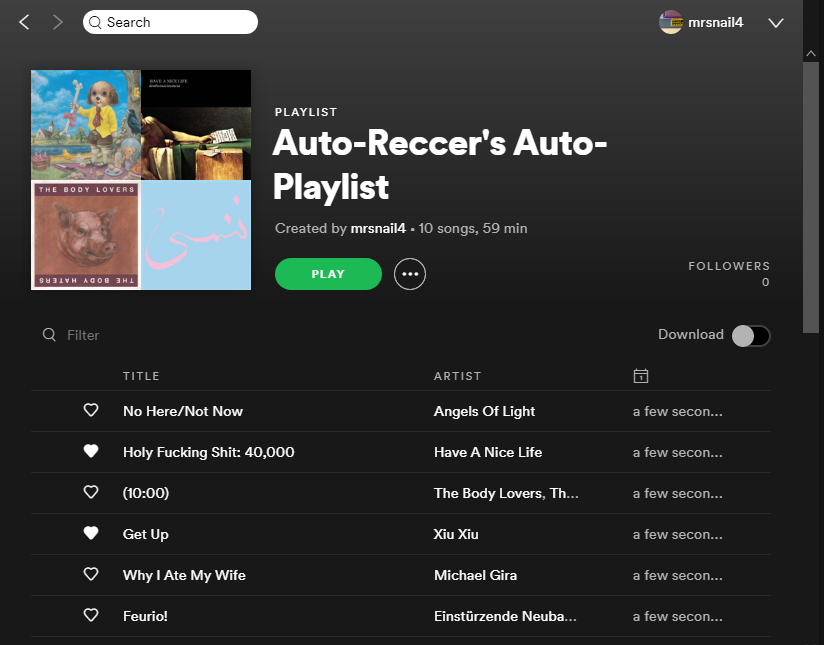 Search
mrsnail4
HAVE A NICE LIFE
deathconsciousness
THE BODY LOVERS
THE BODY HATERS
PLAYLIST
Auto-Reccer's Auto-
Playlist
Created by mrsnail4 • 10 songs, 59 min
PLAY
FOLLOWERS
0
Filter
Download
TITLE ARTIST
1
No Here/Not Now Angels Of Light a few secon...
Holy Fucking Shit: 40,000 Have A Nice Life a few secon...
(10:00) The Body Lovers, Th... a few secon...
Get Up Xiu Xiu a few secon...
Why I Ate My Wife Michael Gira a few secon...
Feurio! Einstürzende Neuba... a few secon...